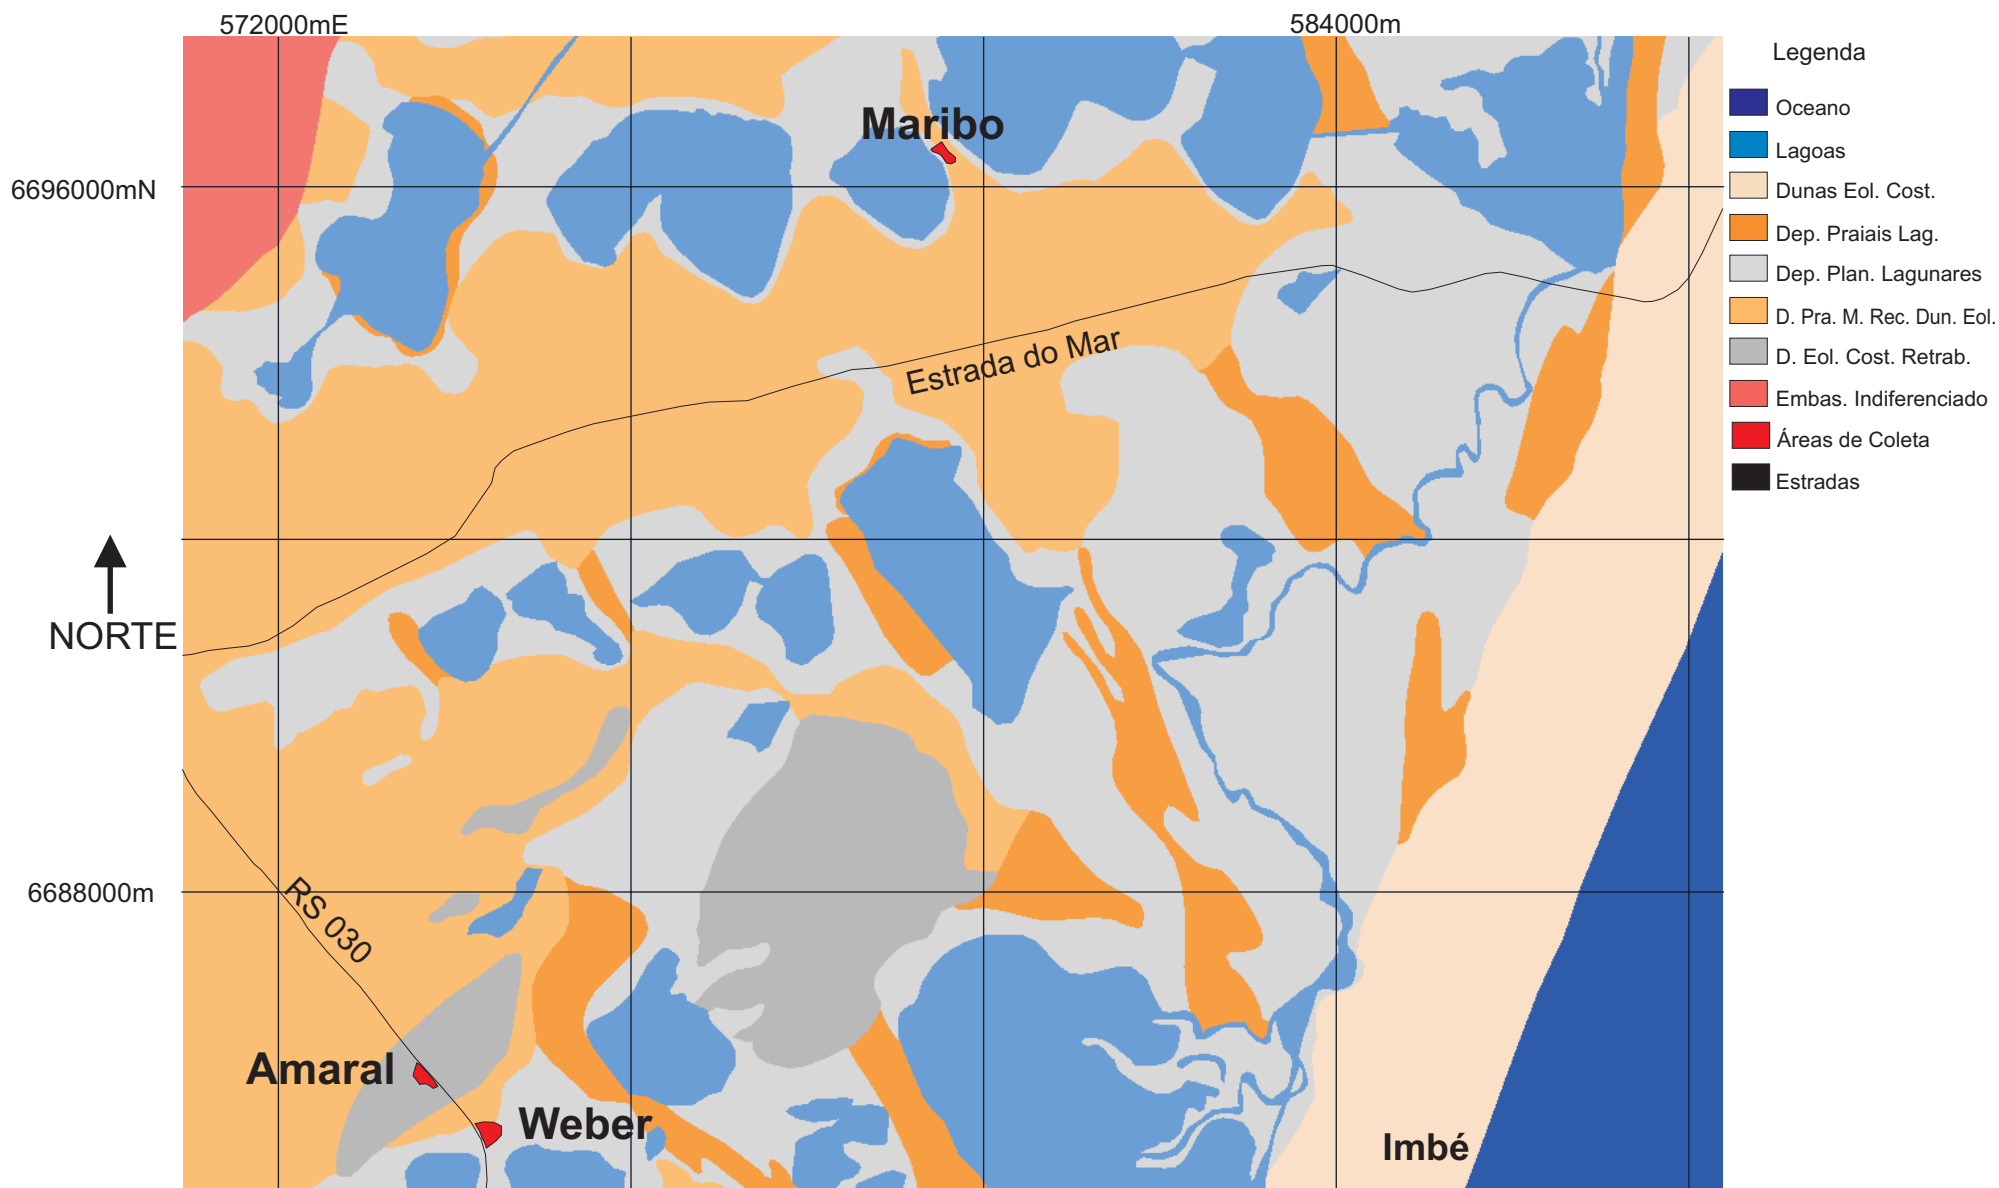 572000mE
584000m
Legenda
Oceano
Lagoas
Dunas Eol. Cost.
Dep. Praiais Lag.
Dep. Plan. Lagunares
D. Pra. M. Rec. Dun. Eol.
D. Eol. Cost. Retrab.
Embas. Indiferenciado
Áreas de Coleta
Estradas
Maribo
6696000mN
Estrada do Mar
NORTE
6688000m
RS 030
Amaral
Weber
Imbé